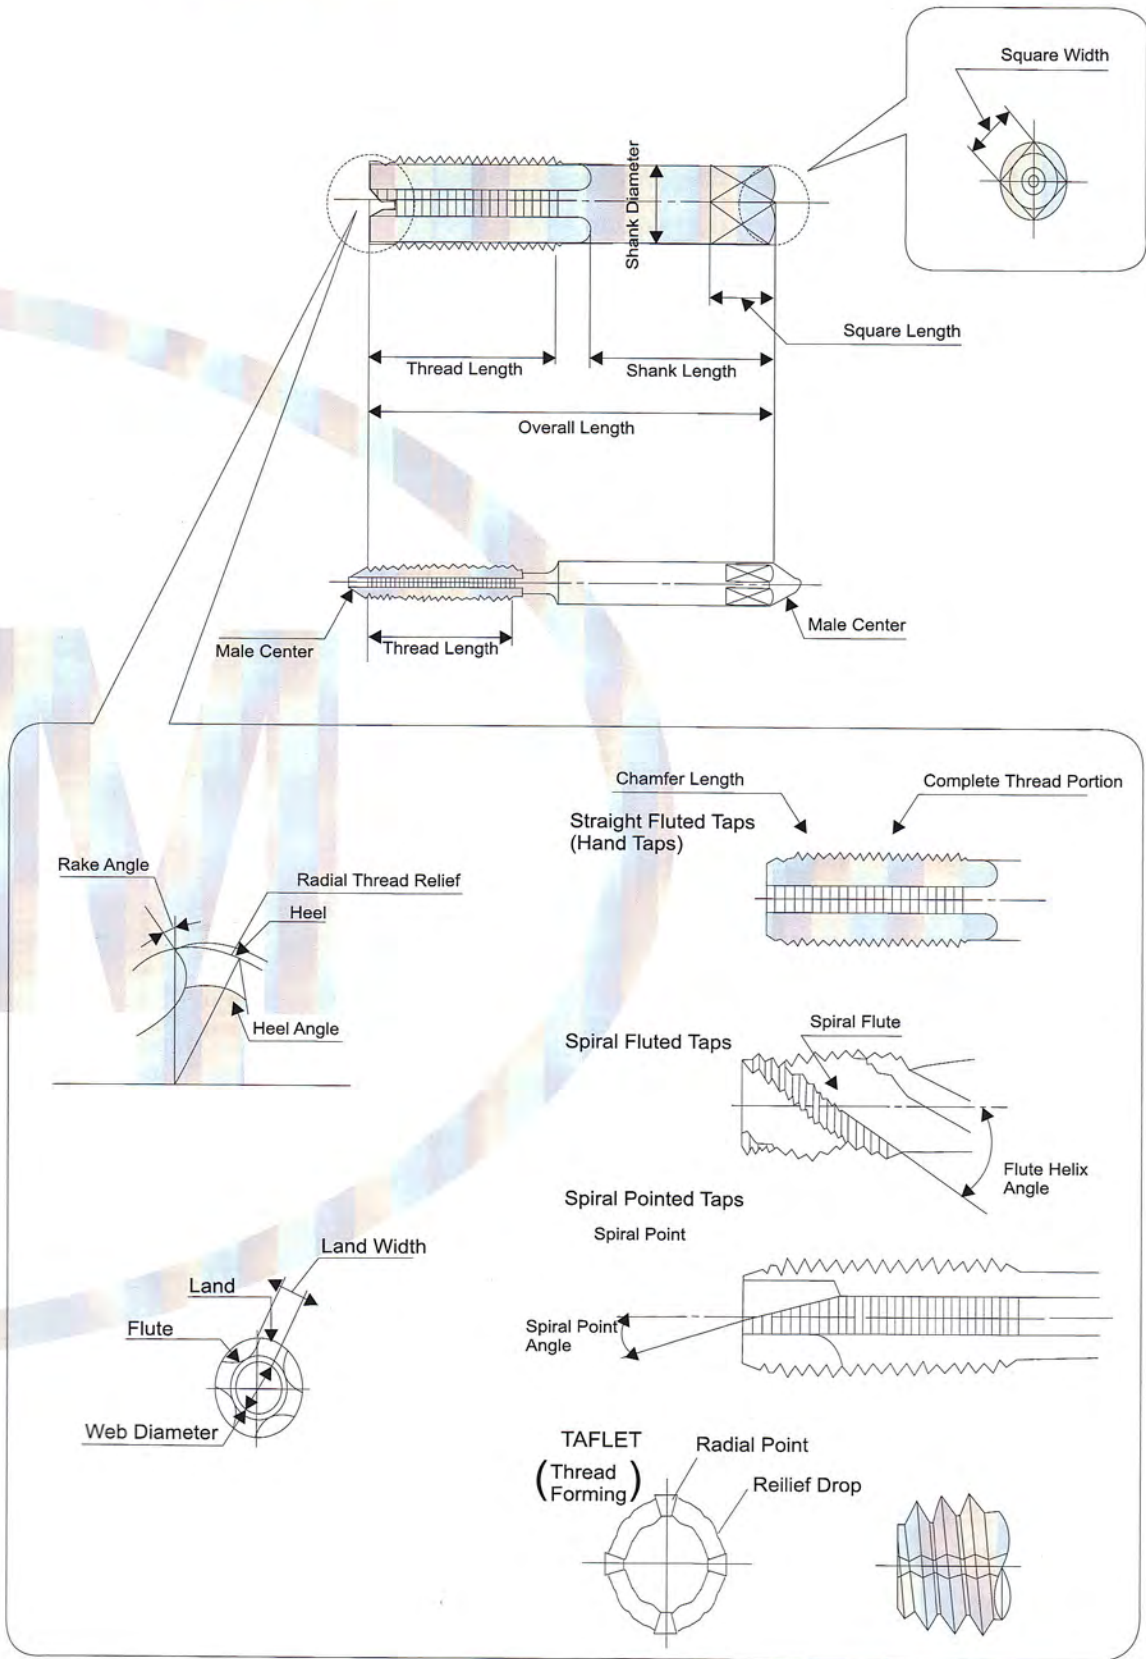 Square Width
Shank Diameter
Square Length
Thread Length
Shank Length
Overall Length
Male Center
Thread Length
Male Center
Chamfer Length
Complete Thread Portion
Straight Fluted Taps
(Hand Taps)
Rake Angle
Radial Thread Relief
Heel
Heel Angle
Spiral Flute
Spiral Fluted Taps
Flute Helix
Angle
Spiral Pointed Taps
Spiral Point
Land Width
Land
Flute
Spiral Point
Angle
Web Diameter
TAFLET
(Thread
Forming)
Radial Point
Reilief Drop
M